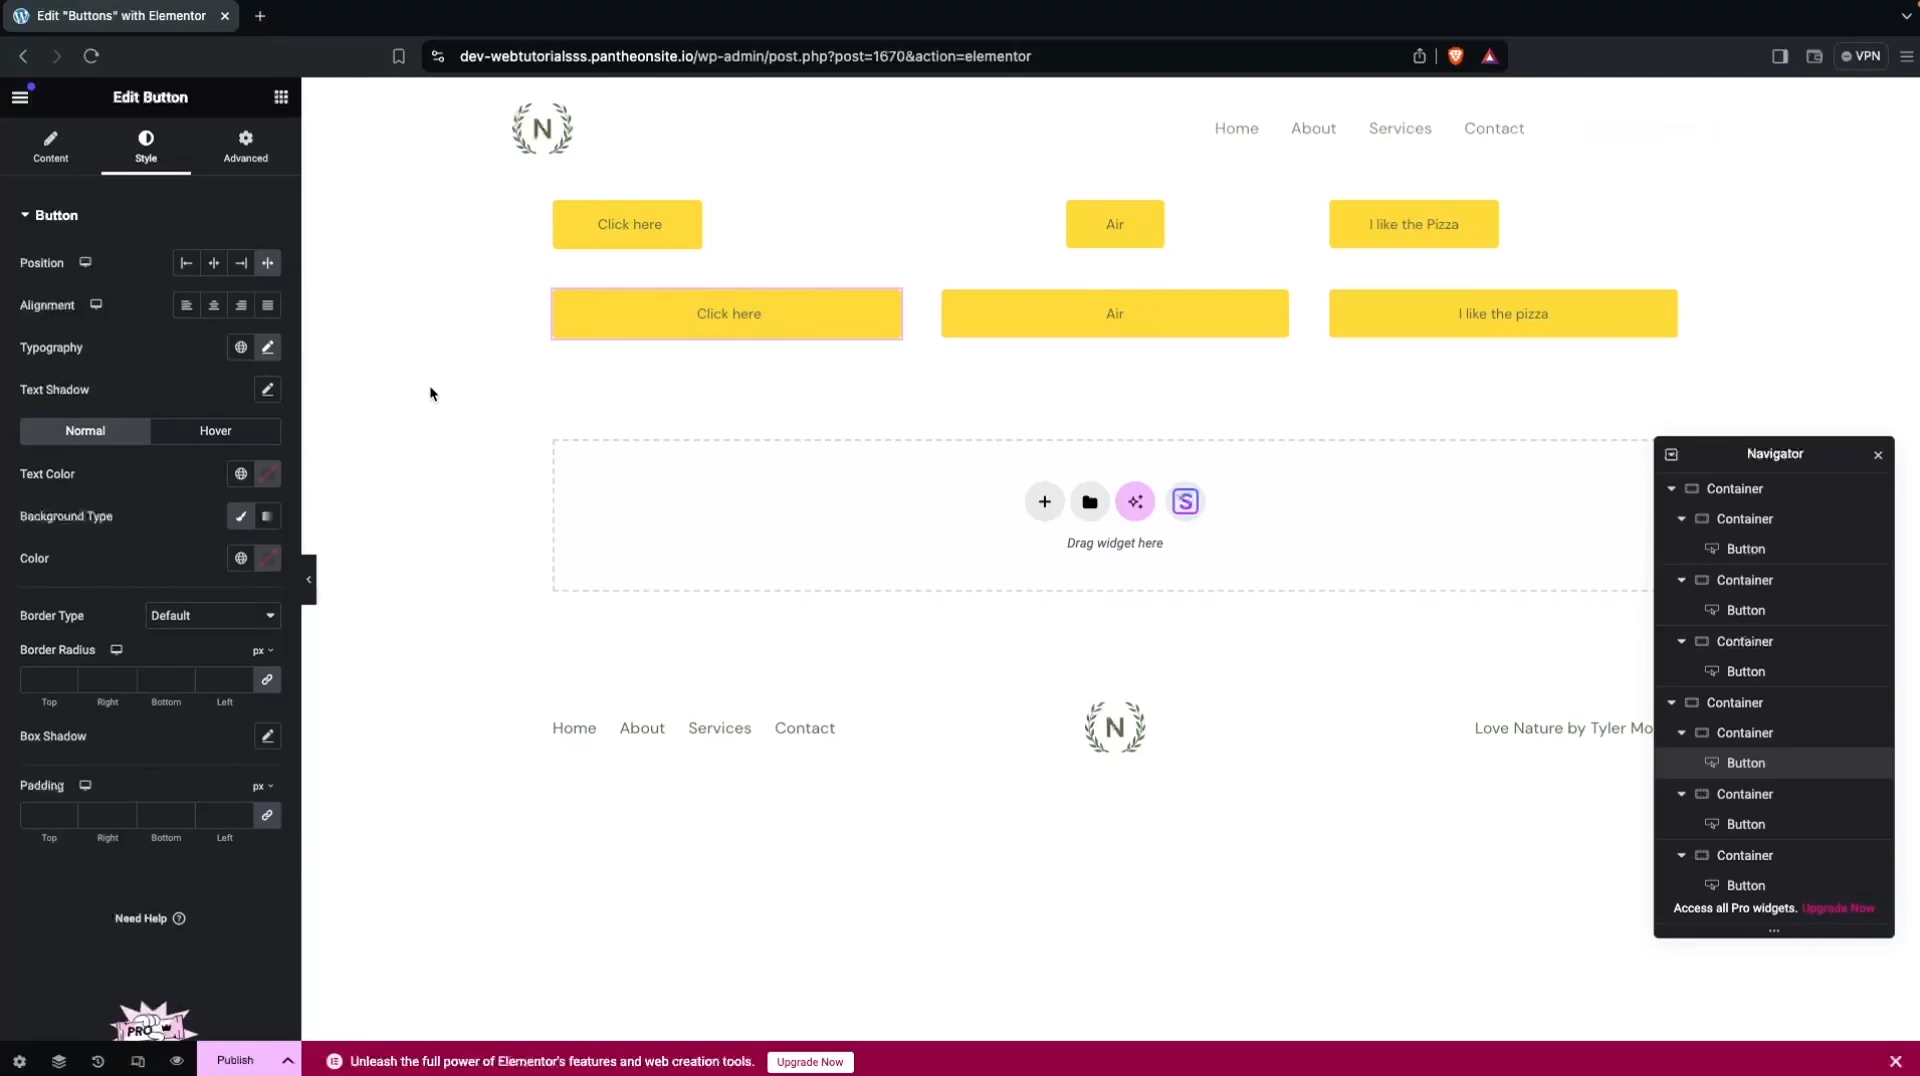 Edit "Buttons" with Elementor
dev-webtutorialsss.pantheonsite.io/wp-admin/post.php?post=1670&action=elementor
VPN
Edit Button
Content
Style
Advanced
Button
Position
Alignment
Typography
Text Shadow
Normal
Hover
Text Color
Background Type
Color
Border Type
Default
Border Radius
px
Top
Right
Bottom
Left
Box Shadow
Padding
px
Top
Right
Bottom
Left
Need Help
PRO
Publish
N
Home
About
Services
Contact
Click here
Air
I like the Pizza
Click here
Air
I like the pizza
S
Drag widget here
Home
About
Services
Contact
N
Love Nature by Tyler Mo
Navigator
Container
Container
Button
Container
Button
Container
Button
Container
Container
Button
Container
Button
Container
Button
Access all Pro widgets. Upgrade Now
Unleash the full power of Elementor's features and web creation tools.
Upgrade Now